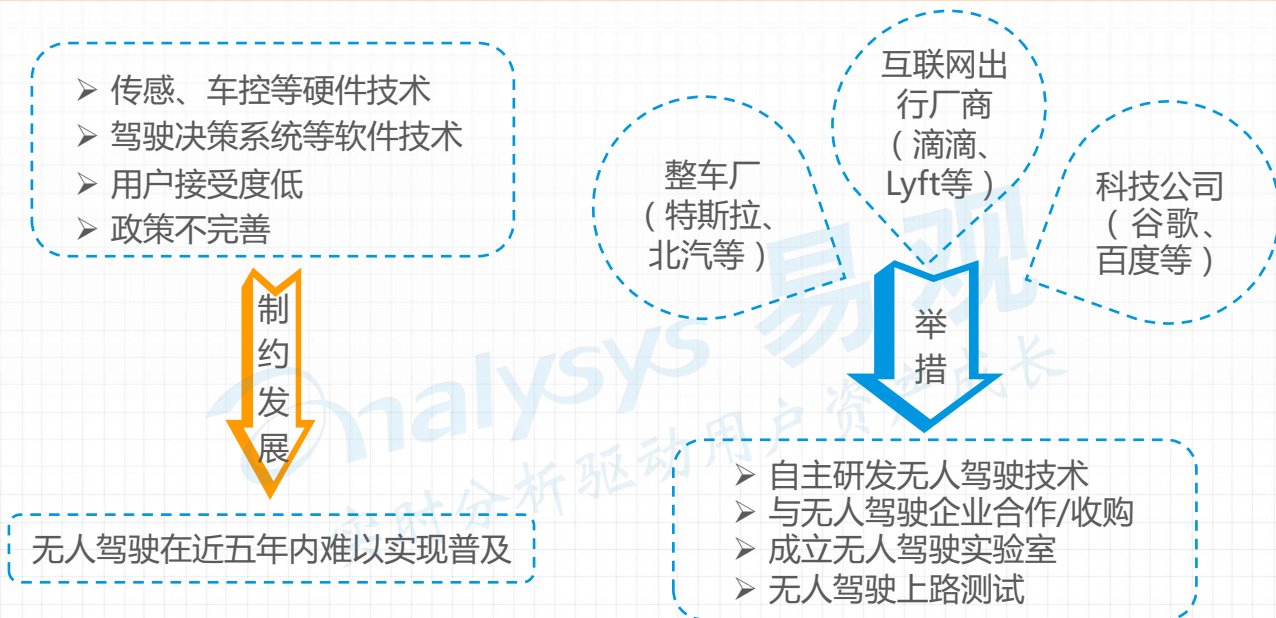 传感、车控等硬件技术
驾驶决策系统等软件技术
用户接受度低
政策不完善
制
约
发
展
无人驾驶在近五年内难以实现普及
整车厂
（特斯拉、
北汽等）
互联网出
行厂商
（滴滴、
Lyft等）
科技公司
（谷歌、
百度等）
举
措
自主研发无人驾驶技术
与无人驾驶企业合作/收购
成立无人驾驶实验室
无人驾驶上路测试
nalysys 易观
实时分析驱动用户资产成长